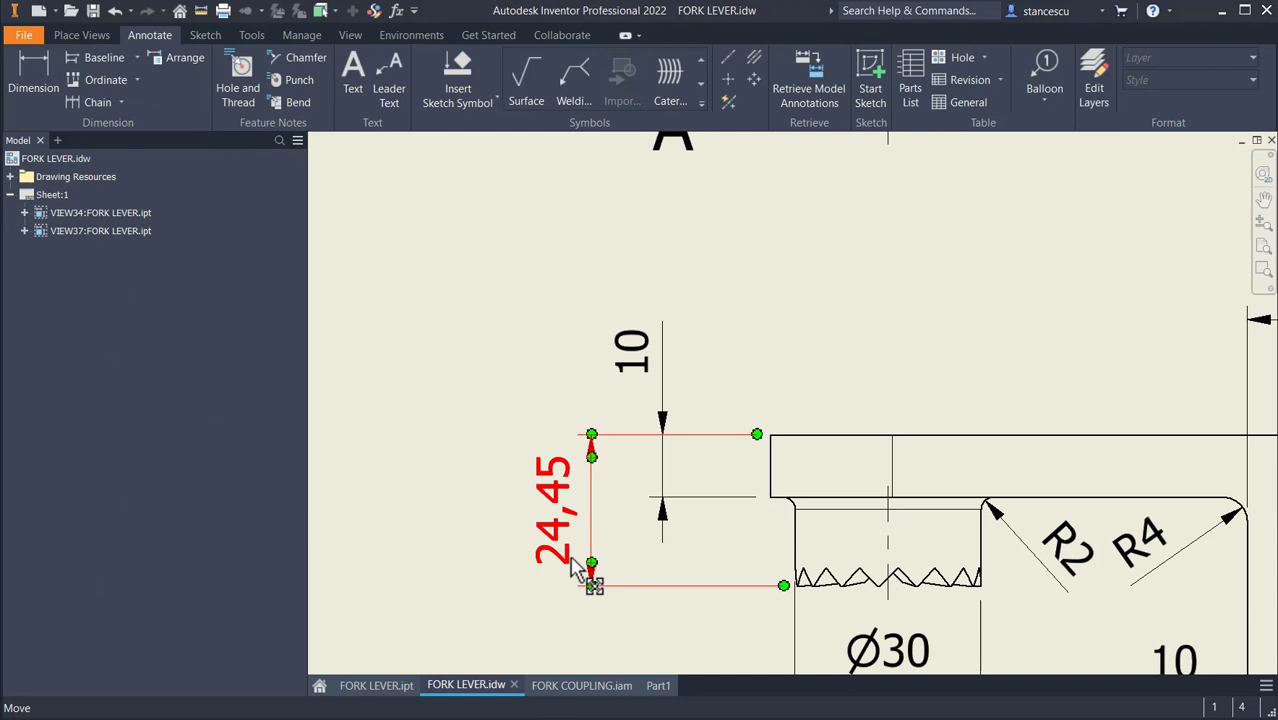 Autodesk Inventor Professional 2022 FORK LEVER.idw
Search Help & Commands...
stancescu
File Place Views Annotate Sketch Tools Manage View Environments Get Started Collaborate
Dimension
Baseline
Ordinate
Chain
Arrange
Dimension
Hole and Thread
Chamfer
Punch
Bend
Feature Notes
Text
Leader Text
Text
Insert Sketch Symbol
Surface
Weldi...
Impor...
Cater...
Symbols
Retrieve Model Annotations
Retrieve
Start Sketch
Sketch
Parts List
Hole
Revision
General
Table
Balloon
Edit Layers
Layer
Style
Format
Model
FORK LEVER.idw
Drawing Resources
Sheet:1
VIEW34:FORK LEVER.ipt
VIEW37:FORK LEVER.ipt
A
10
24,45
R2
R4
Ø30
10
FORK LEVER.ipt FORK LEVER.idw FORK COUPLING.iam Part1
Move
1 4